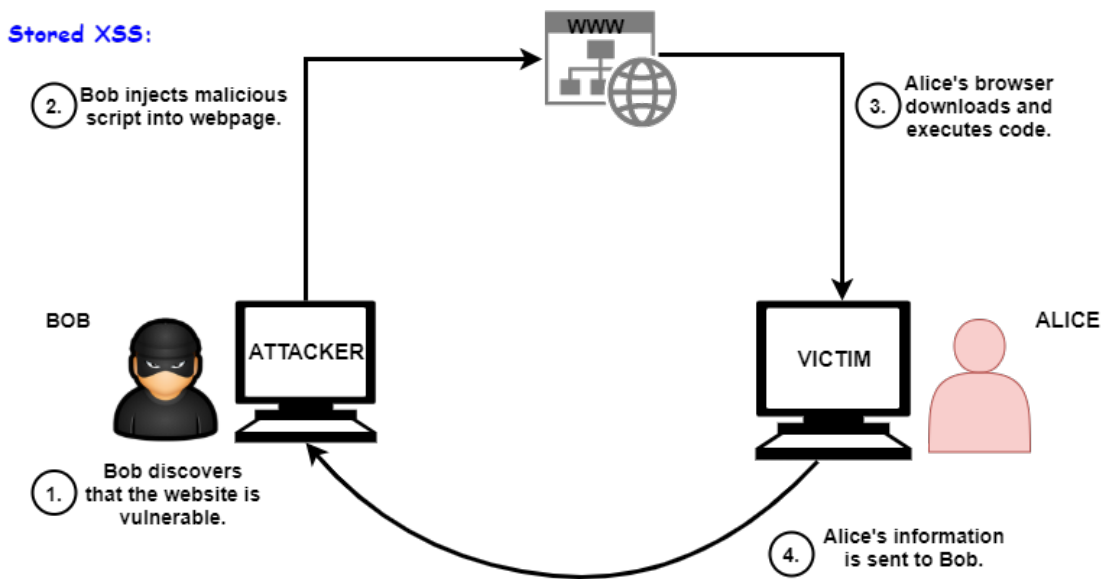 Stored XSS:
WWW
2.
Bob injects malicious
script into webpage.
3.
Alice's browser
downloads and
executes code.
BOB
ATTACKER
VICTIM
ALICE
1.
Bob discovers
that the website is
vulnerable.
4.
Alice's information
is sent to Bob.